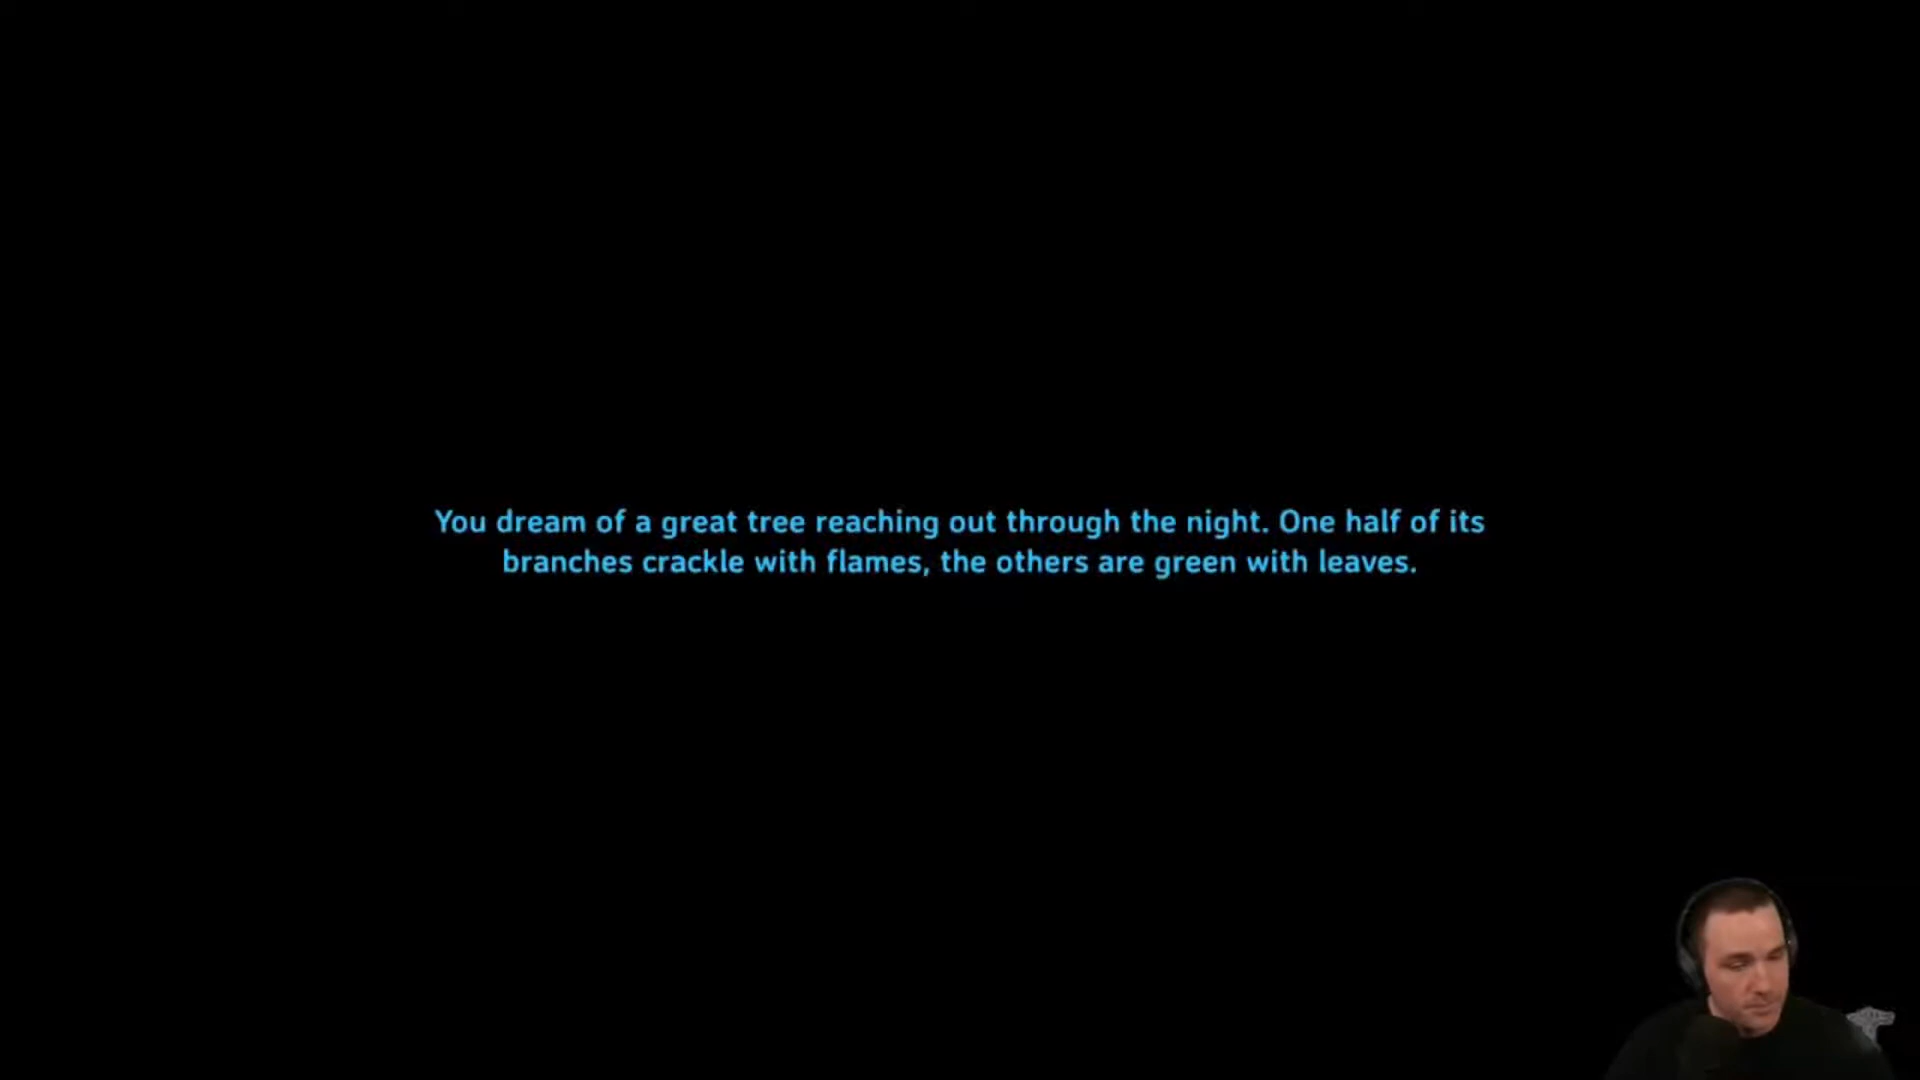 You dream of a great tree reaching out through the night. One half of its
branches crackle with flames, the others are green with leaves.